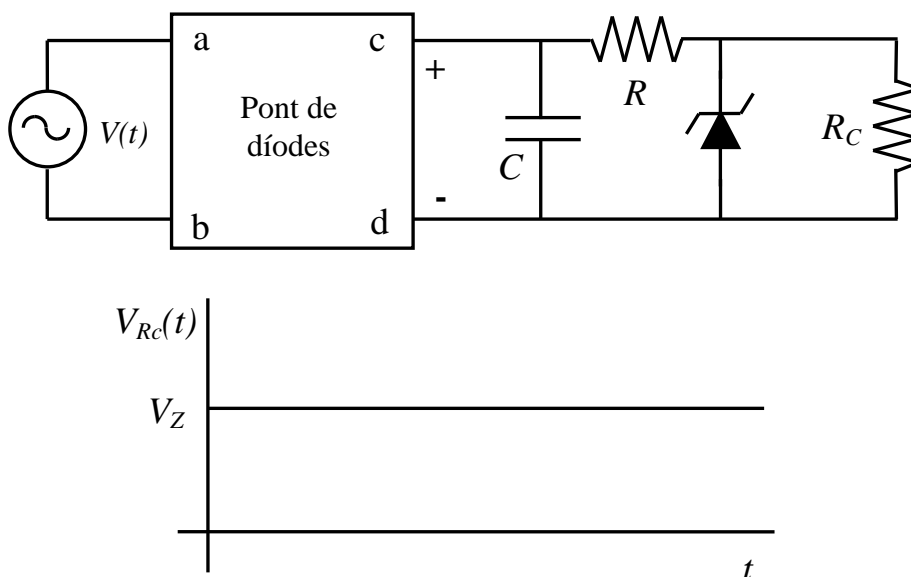 a
c
+
R
V(t)
Pont de
díodes
C
R_C
-
b
d
V_Rc(t)
V_Z
t